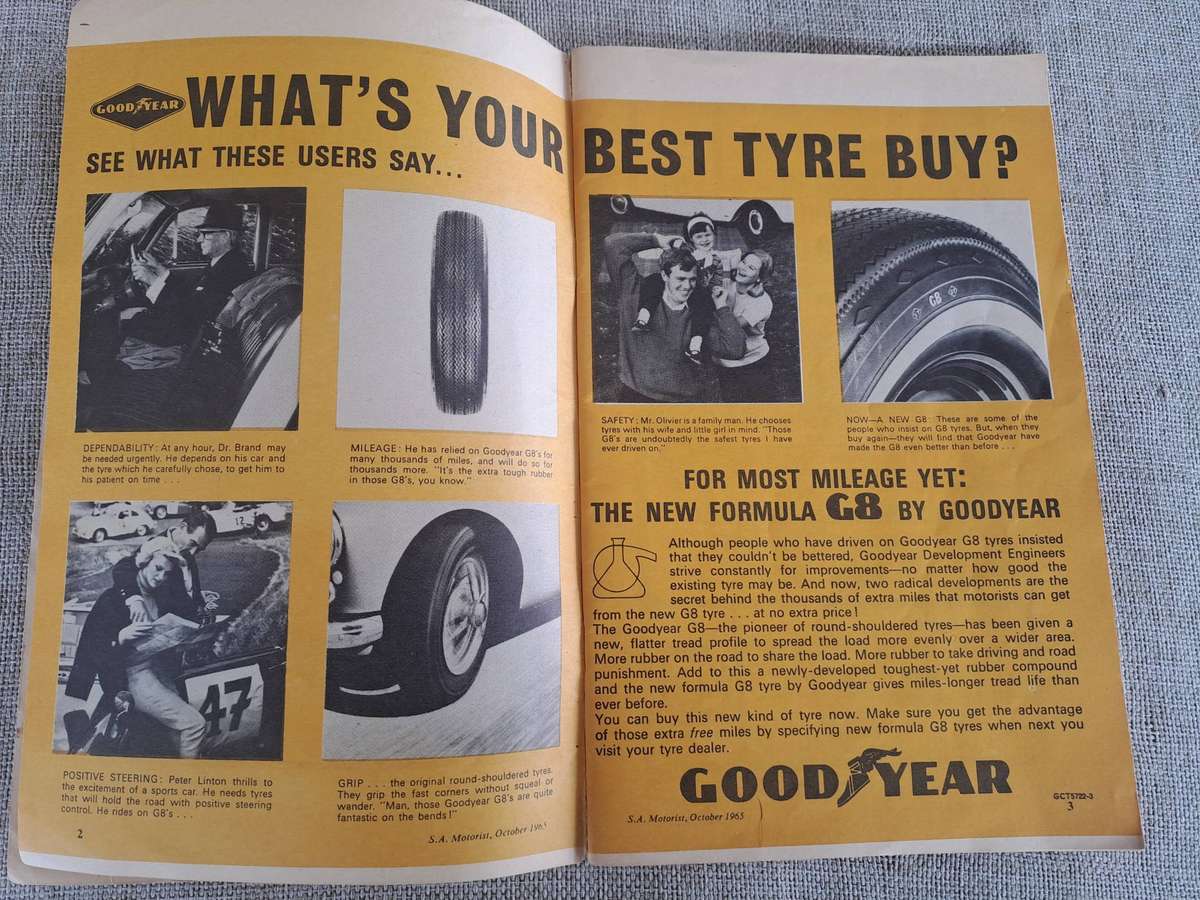 GOODYEAR
WHAT'S YOUR BEST TYRE BUY?
SEE WHAT THESE USERS SAY...
DEPENDABILITY: At any hour, Dr. Brand may
be needed urgently. He depends on his car and
the tyre which he carefully chose, to get him to
his patient on time . . .
MILEAGE: He has relied on Goodyear G8's for
many thousands of miles, and will do so for
thousands more. "It's the extra tough rubber
in those G8's, you know."
12
47
POSITIVE STEERING: Peter Linton thrills to
the excitement of a sports car. He needs tyres
that will hold the road with positive steering
control. He rides on G8's . . .
GRIP . . . the original round-shouldered tyres.
They grip the fast corners without squeal or
wander. "Man, those Goodyear G8's are quite
fantastic on the bends!"
2
S.A. Motorist, October 1965
G8
SAFETY: Mr. Olivier is a family man. He chooses
tyres with his wife and little girl in mind. "Those
G8's are undoubtedly the safest tyres I have
ever driven on."
NOW—A NEW G8: These are some of the
people who insist on G8 tyres. But, when they
buy again—they will find that Goodyear have
made the G8 even better than before . . .
FOR MOST MILEAGE YET:
THE NEW FORMULA G8 BY GOODYEAR
Although people who have driven on Goodyear G8 tyres insisted
that they couldn't be bettered, Goodyear Development Engineers
strive constantly for improvements—no matter how good the
existing tyre may be. And now, two radical developments are the
secret behind the thousands of extra miles that motorists can get
from the new G8 tyre . . . at no extra price!
The Goodyear G8—the pioneer of round-shouldered tyres—has been given a
new, flatter tread profile to spread the load more evenly over a wider area.
More rubber on the road to share the load. More rubber to take driving and road
punishment. Add to this a newly-developed toughest-yet rubber compound
and the new formula G8 tyre by Goodyear gives miles-longer tread life than
ever before.
You can buy this new kind of tyre now. Make sure you get the advantage
of those extra free miles by specifying new formula G8 tyres when next you
visit your tyre dealer.
GOODYEAR
GCT5722-3
S.A. Motorist, October 1965
3